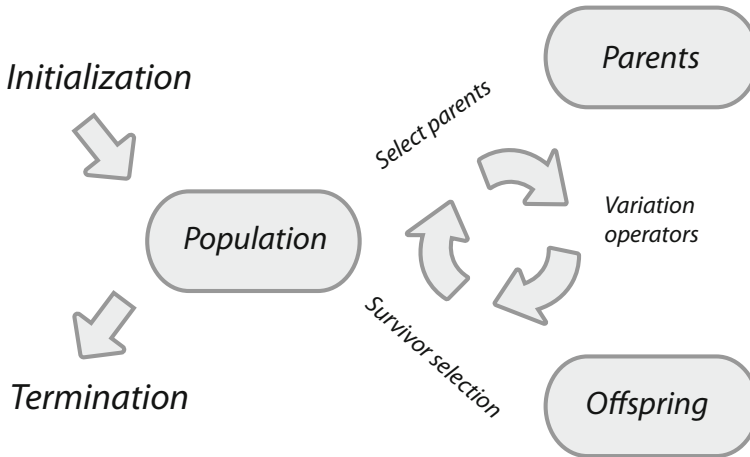 Initialization
Parents
Select parents
Population
Variation
operators
Survivor selection
Termination
Offspring